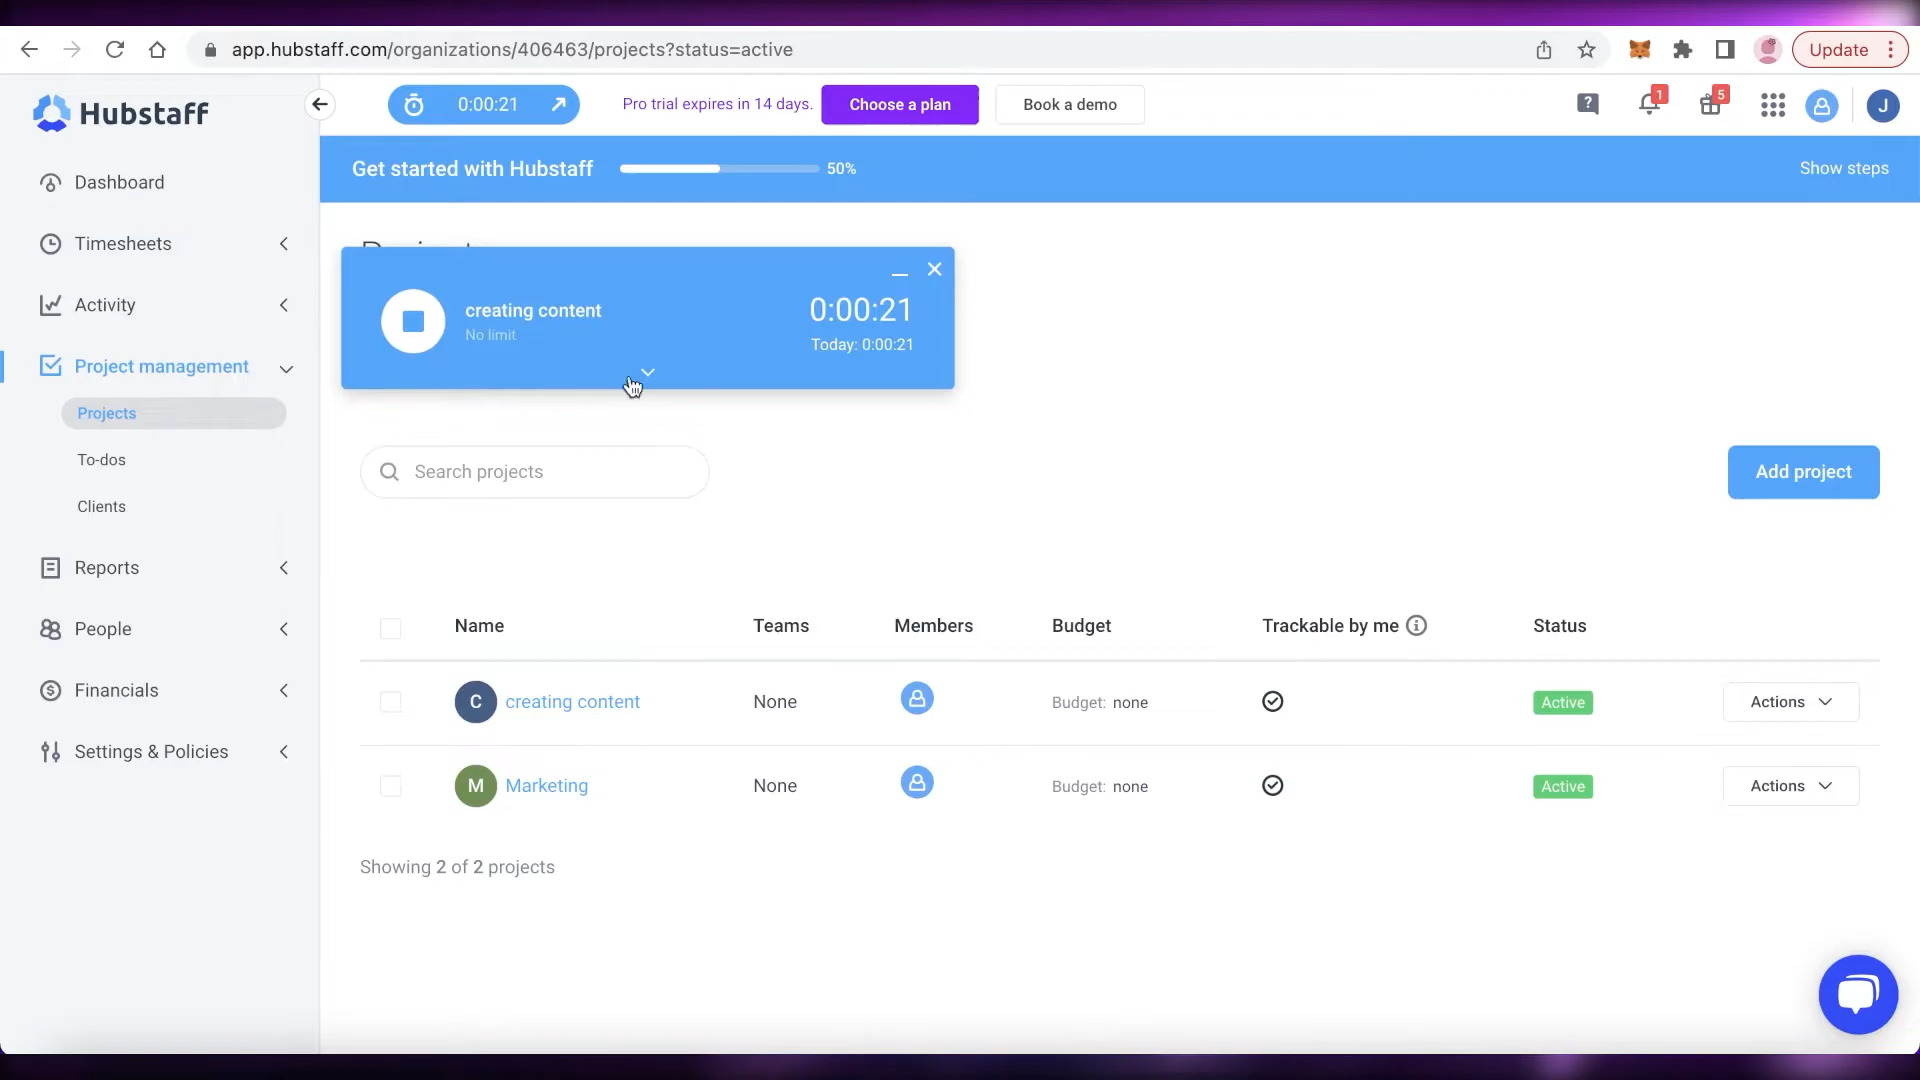 app.hubstaff.com/organizations/406463/projects?status=active
Update
Hubstaff
0:00:21
Pro trial expires in 14 days.
Choose a plan
Book a demo
?
1
5
J
Get started with Hubstaff
50%
Show steps
Dashboard
Timesheets
Activity
Project management
Projects
To-dos
Clients
Reports
People
Financials
Settings & Policies
creating content
No limit
0:00:21
Today: 0:00:21
Search projects
Add project
Name Teams Members Budget Trackable by me Status
C creating content None Budget: none Active Actions
M Marketing None Budget: none Active Actions
Showing 2 of 2 projects